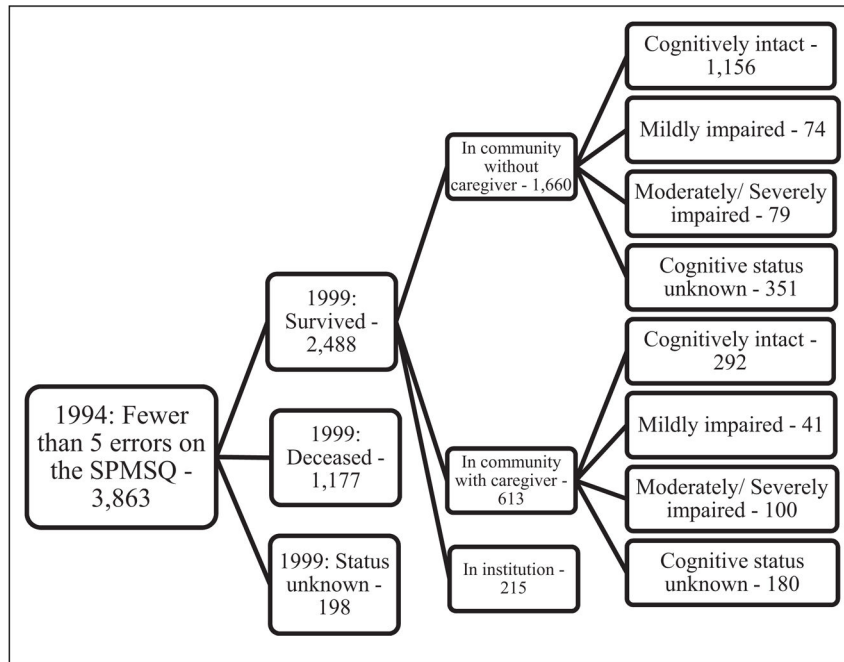 1994: Fewer
than 5 errors on
the SPMSQ -
3,863
1999:
Survived -
2,488
1999:
Deceased -
1,177
1999: Status
unknown -
198
In community
without
caregiver - 1,660
In community
with caregiver -
613
In institution -
215
Cognitively intact -
1,156
Mildly impaired - 74
Moderately/ Severely
impaired - 79
Cognitive status
unknown - 351
Cognitively intact -
292
Mildly impaired - 41
Moderately/ Severely
impaired - 100
Cognitive status
unknown - 180